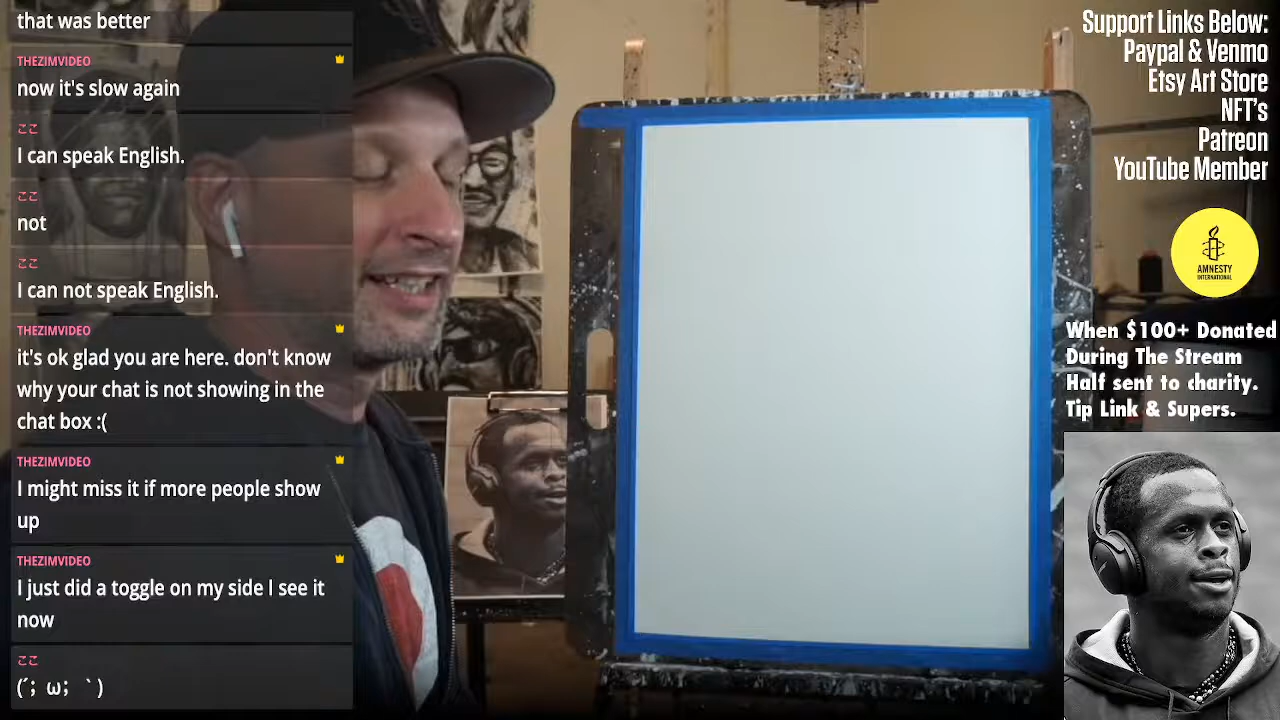 that was better
THEZIMVIDEO
now it's slow again
ここ
I can speak English.
ここ
not
ここ
I can not speak English.
THEZIMVIDEO
it's ok glad you are here. don't know
why your chat is not showing in the
chat box :(
THEZIMVIDEO
I might miss it if more people show
up
THEZIMVIDEO
I just did a toggle on my side I see it
now
ここ
(´; ω; ｀)
Support Links Below:
Paypal & Venmo
Etsy Art Store
NFT's
Patreon
YouTube Member
AMNESTY
INTERNATIONAL
When $100+ Donated
During The Stream
Half sent to charity.
Tip Link & Supers.